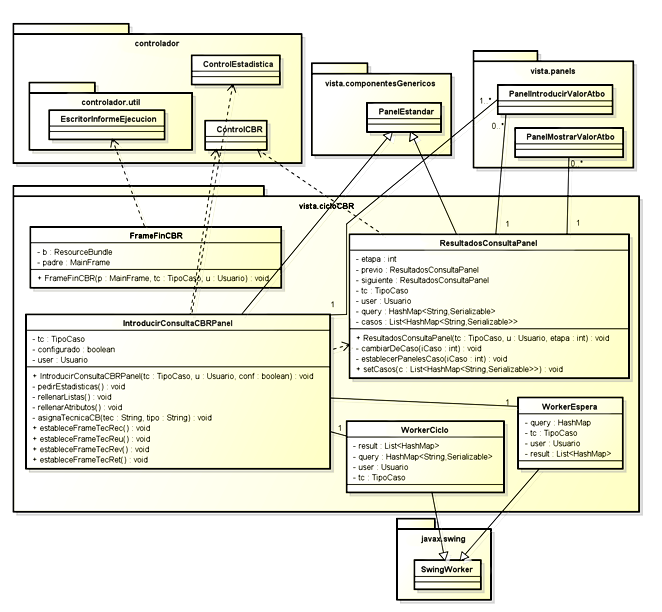 controlador
ControlEstadistica
controlador.util
EscritorInformeEjecucion
ControlCBR
vista.componentesGenericos
PanelEstandar
vista.panels
PanelIntroducirValorAtbo
1..*
0..*
PanelMostrarValorAtbo
0..*
vista.cicloCBR
FrameFinCBR
- b : ResourceBundle
- padre : MainFrame
+ FrameFinCBR(p : MainFrame, tc : TipoCaso, u : Usuario) : void
1
1
ResultadosConsultaPanel
- etapa : int
- previo : ResultadosConsultaPanel
- siguiente : ResultadosConsultaPanel
- tc : TipoCaso
- user : Usuario
- query : HashMap<String,Serializable>
- casos : List<HashMap<String,Serializable>>
+ ResultadosConsultaPanel(tc : TipoCaso, u : Usuario, etapa : int) : void
- cambiarDeCaso(iCaso : int) : void
- establecerPanelesCaso(iCaso : int) : void
+ setCasos(c : List<HashMap<String,Serializable>>) : void
1
IntroducirConsultaCBRPanel
- tc : TipoCaso
- configurado : boolean
- user : Usuario
+ IntroducirConsultaCBRPanel(tc : TipoCaso, u : Usuario, conf : boolean) : void
- pedirEstadisticas() : void
- rellenarListas() : void
- rellenarAtributos() : void
- asignaTecnicaCB(tec : String, tipo : String) : void
+ estableceFrameTecRec() : void
+ estableceFrameTecReu() : void
+ estableceFrameTecRev() : void
+ estableceFrameTecRet() : void
1
1
WorkerCiclo
- result : List<HashMap>
- query : HashMap<String,Serializable>
- user : Usuario
- tc : TipoCaso
WorkerEspera
- query : HashMap
- tc : TipoCaso
- user : Usuario
- result : List<HashMap>
javax.swing
SwingWorker